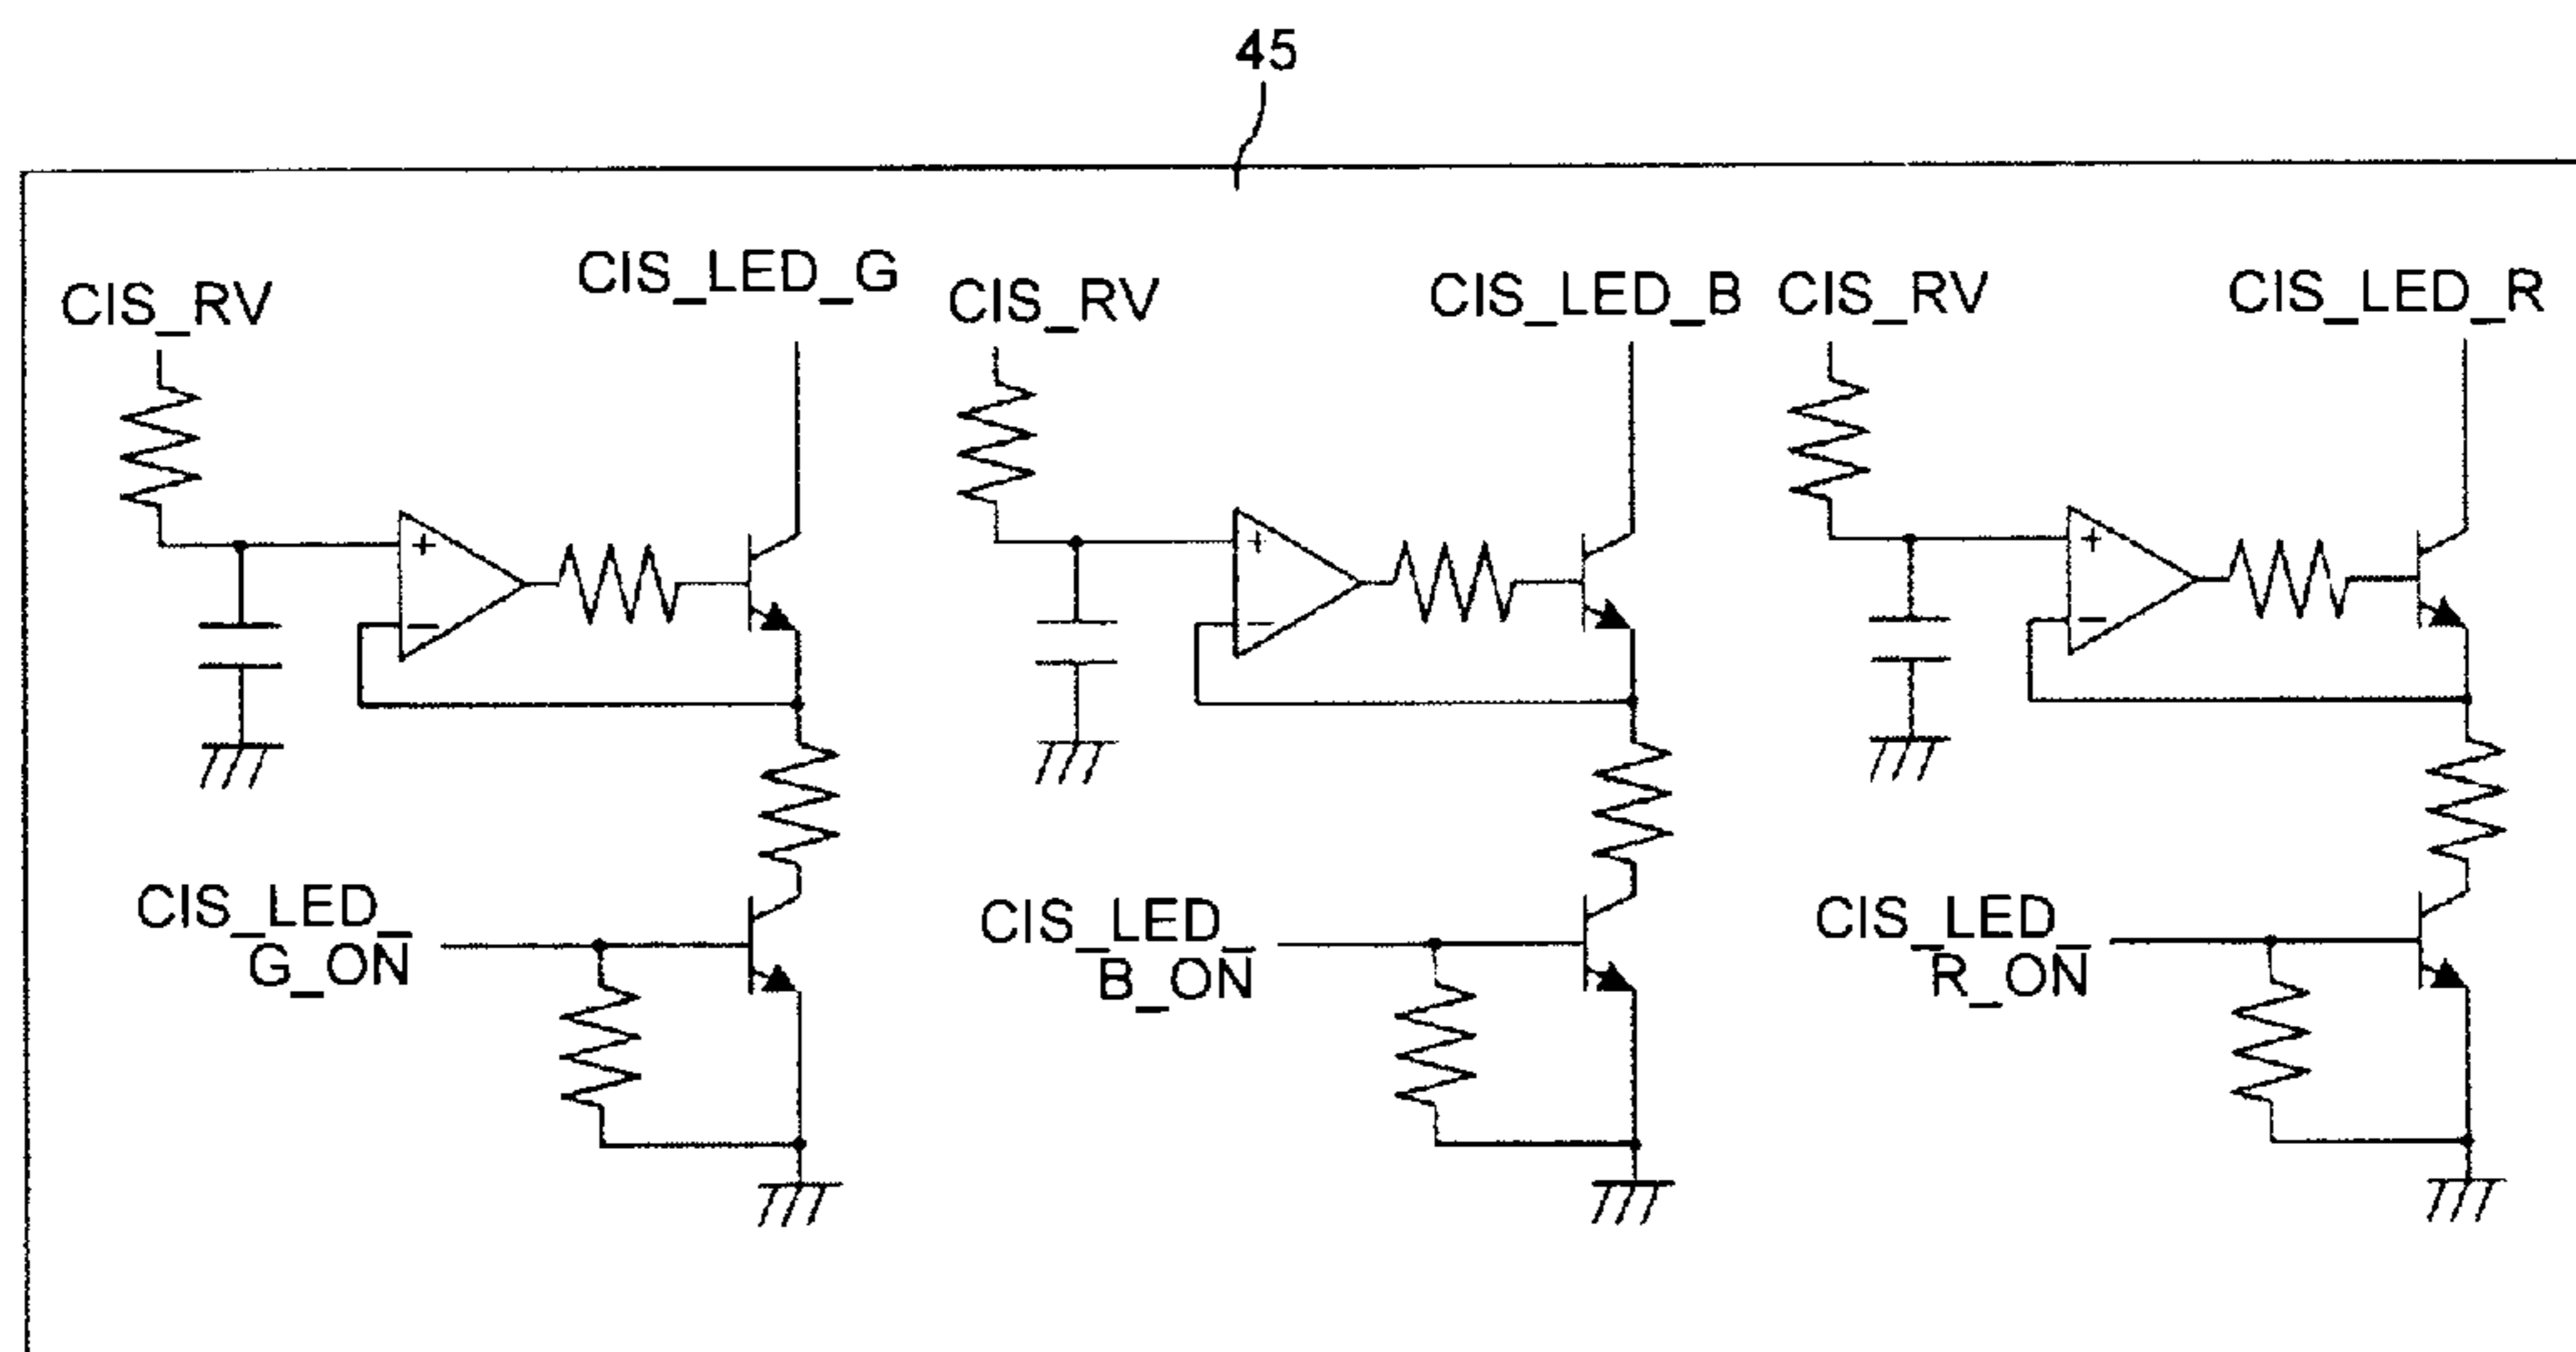 45
CIS_RV
CIS_LED_G
CIS_RV
CIS_LED_B
CIS_RV
CIS_LED_R
+
−
+
−
+
−
CIS_LED_
G_ON
CIS_LED_
B_ON
CIS_LED_
R_ON